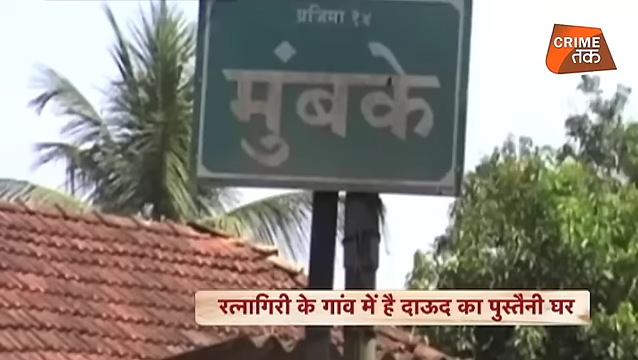 प्रजिमा १४
मुंबके
CRIME
तक
रत्नागिरी के गांव में है दाऊद का पुस्तैनी घर